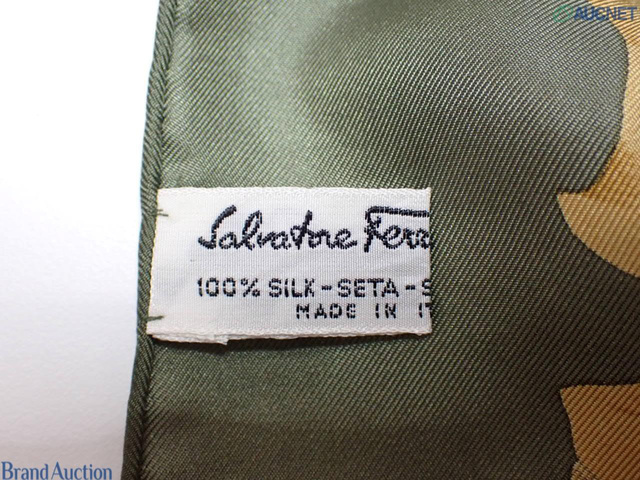 AUCNET
Salvatore Ferr
100% SILK-SETA-S
MADE IN IT
Brand Auction